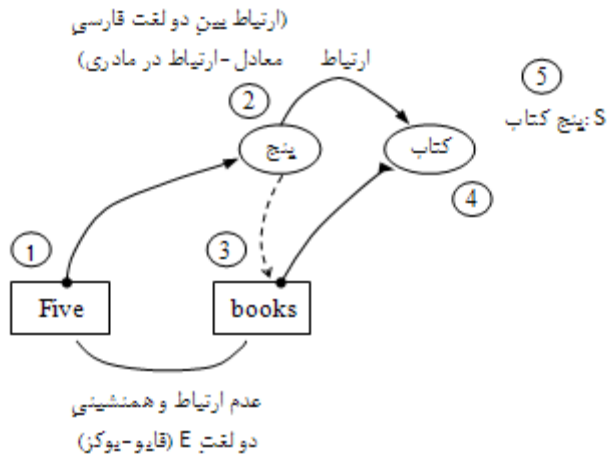 (ارتباط بین دو لغت فارسی
معادل-ارتباط در مادری)
ارتباط
5
S: پنج کتاب
2
پنج
کتاب
4
1
3
Five
books
عدم ارتباط و همنشینی
دو لغتِ E (فایو-بوکز)